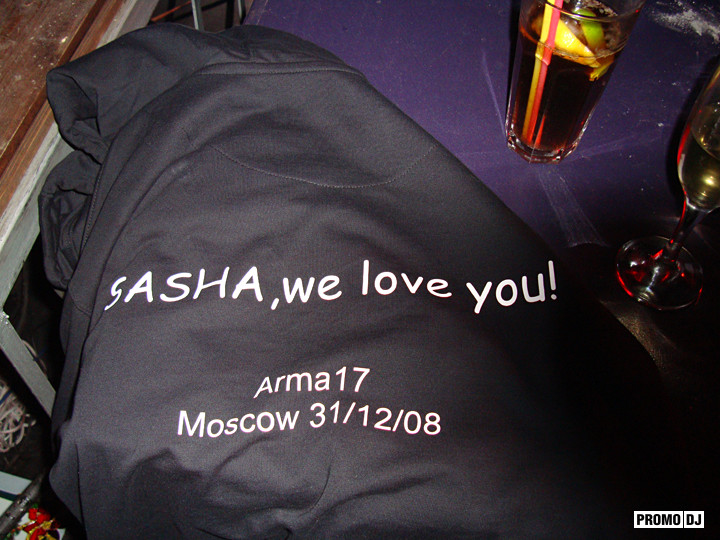 SASHA,we love you!
Arma17
Moscow 31/12/08
PROMO DJ